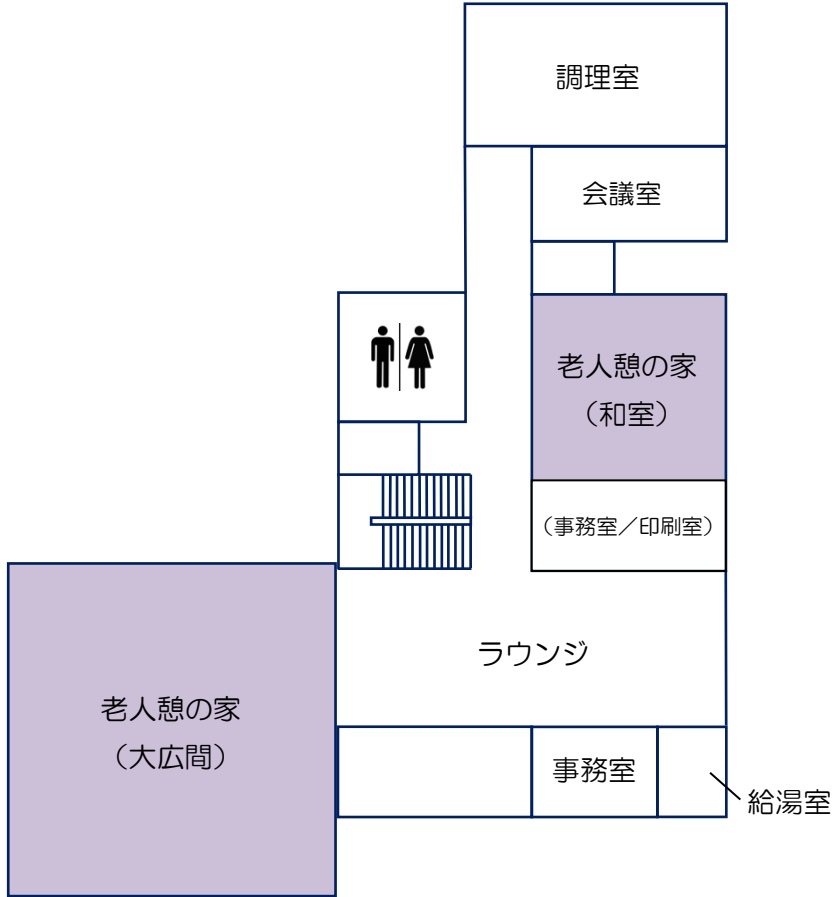 調理室
会議室
老人憩の家
（和室）
（事務室／印刷室）
ラウンジ
老人憩の家
（大広間）
事務室
給湯室